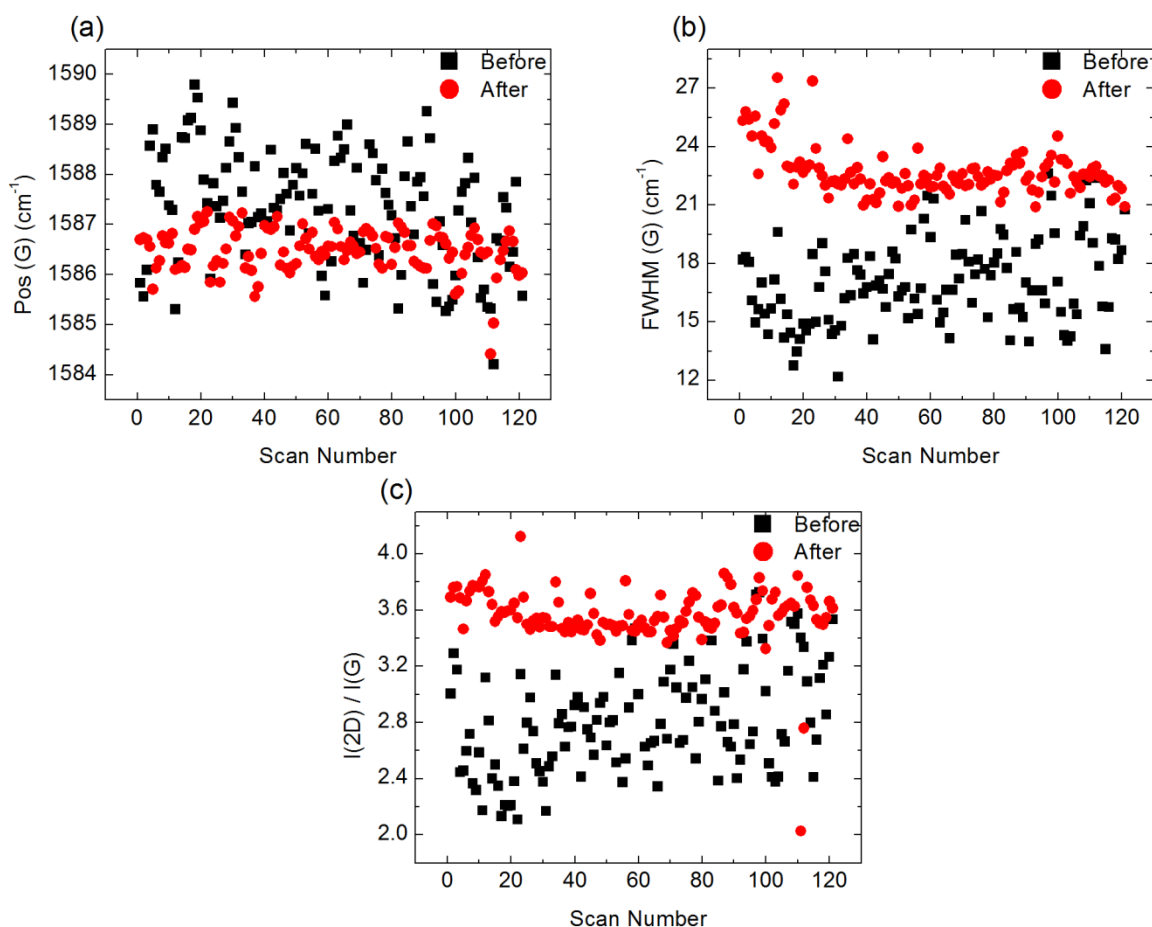 (a)
Before
After
1590
1589
1588
1587
1586
1585
1584
Pos (G) (cm⁻¹)
0 20 40 60 80 100 120
Scan Number
(b)
Before
After
27
24
21
18
15
12
FWHM (G) (cm⁻¹)
0 20 40 60 80 100 120
Scan Number
(c)
Before
After
4.0
3.6
3.2
2.8
2.4
2.0
I(2D) / I(G)
0 20 40 60 80 100 120
Scan Number